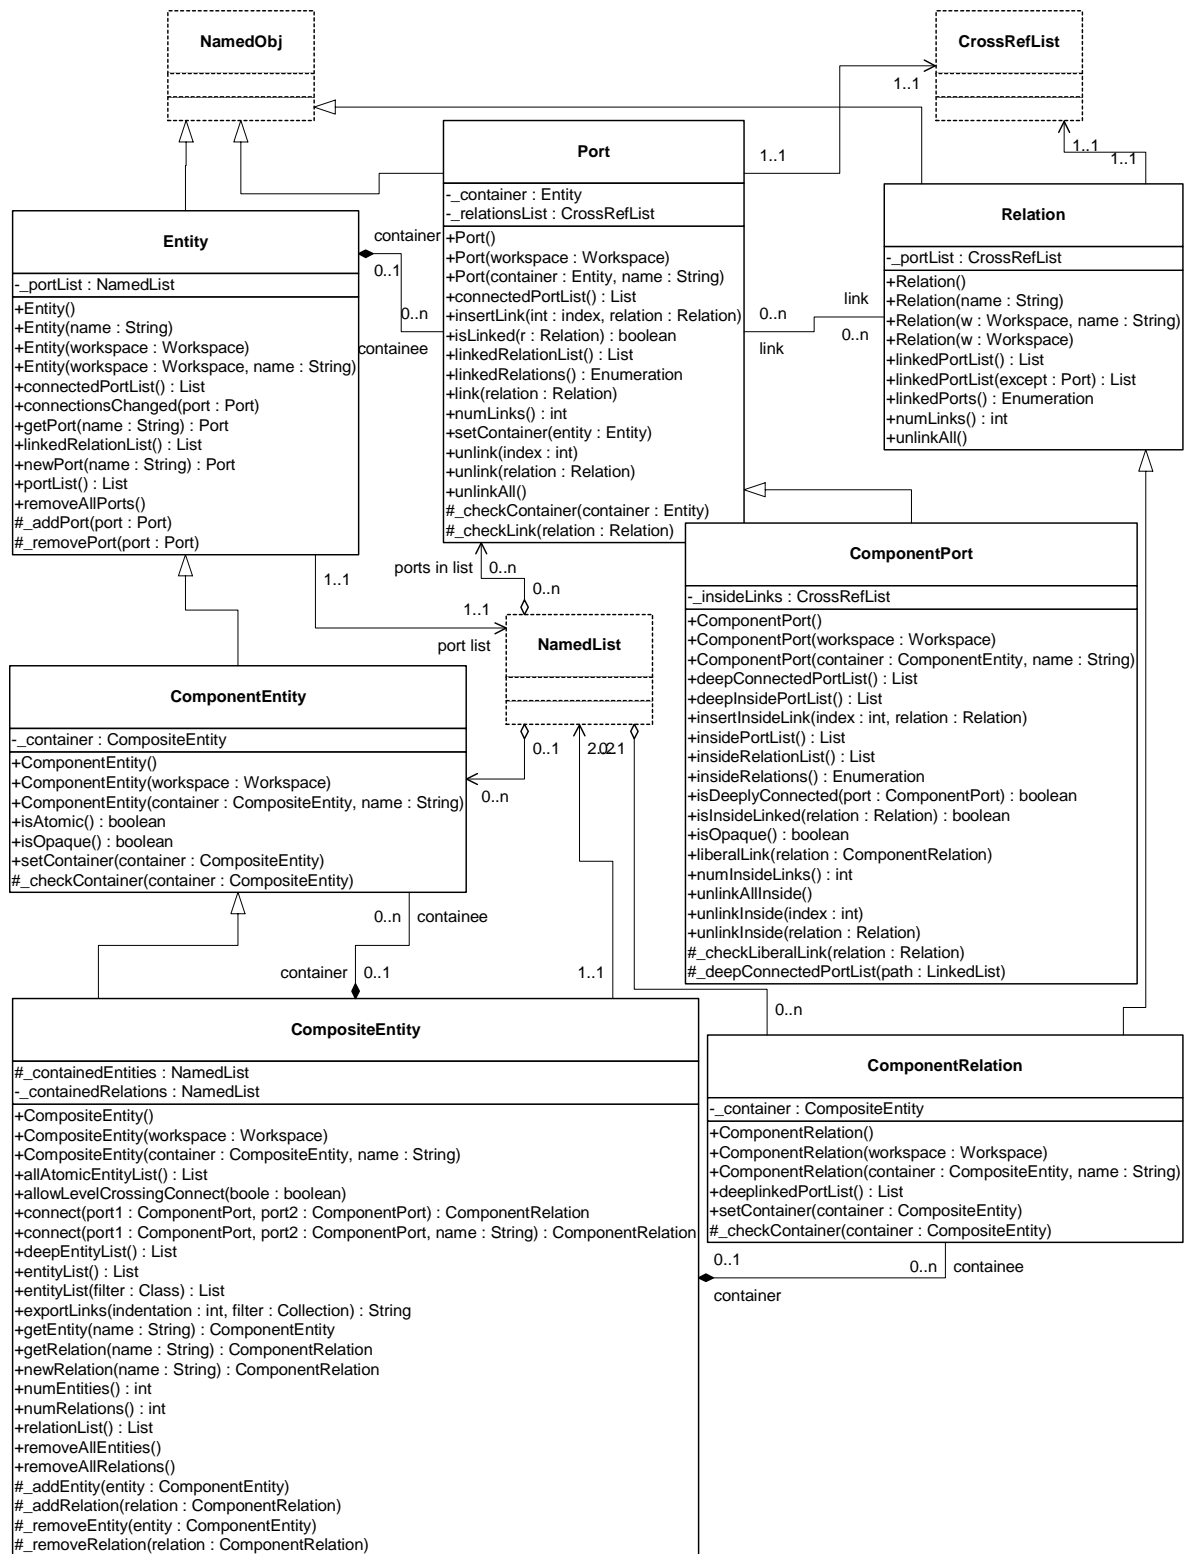 NamedObj
CrossRefList
1..1
Port
1..1
1..1
1..1
-_container : Entity
-_relationsList : CrossRefList
+Port()
+Port(workspace : Workspace)
+Port(container : Entity, name : String)
+connectedPortList() : List
+insertLink(int : index, relation : Relation)
+isLinked(r : Relation) : boolean
+linkedRelationList() : List
+linkedRelations() : Enumeration
+link(relation : Relation)
+numLinks() : int
+setContainer(entity : Entity)
+unlink(index : int)
+unlink(relation : Relation)
+unlinkAll()
#_checkContainer(container : Entity)
#_checkLink(relation : Relation)
Relation
-_portList : CrossRefList
+Relation()
+Relation(name : String)
+Relation(w : Workspace, name : String)
+Relation(w : Workspace)
+linkedPortList() : List
+linkedPortList(except : Port) : List
+linkedPorts() : Enumeration
+numLinks() : int
+unlinkAll()
Entity
-_portList : NamedList
+Entity()
+Entity(name : String)
+Entity(workspace : Workspace)
+Entity(workspace : Workspace, name : String)
+connectedPortList() : List
+connectionsChanged(port : Port)
+getPort(name : String) : Port
+linkedRelationList() : List
+newPort(name : String) : Port
+portList() : List
+removeAllPorts()
#_addPort(port : Port)
#_removePort(port : Port)
container
0..1
0..n
containee
link
0..n
0..n
link
ports in list
0..n
0..n
1..1
1..1
port list
NamedList
ComponentPort
-_insideLinks : CrossRefList
+ComponentPort()
+ComponentPort(workspace : Workspace)
+ComponentPort(container : ComponentEntity, name : String)
+deepConnectedPortList() : List
+deepInsidePortList() : List
+insertInsideLink(index : int, relation : Relation)
+insidePortList() : List
+insideRelationList() : List
+insideRelations() : Enumeration
+isDeeplyConnected(port : ComponentPort) : boolean
+isInsideLinked(relation : Relation) : boolean
+isOpaque() : boolean
+liberalLink(relation : ComponentRelation)
+numInsideLinks() : int
+unlinkAllInside()
+unlinkInside(index : int)
+unlinkInside(relation : Relation)
#_checkLiberalLink(relation : Relation)
#_deepConnectedPortList(path : LinkedList)
ComponentEntity
-_container : CompositeEntity
+ComponentEntity()
+ComponentEntity(workspace : Workspace)
+ComponentEntity(container : CompositeEntity, name : String)
+isAtomic() : boolean
+isOpaque() : boolean
+setContainer(container : CompositeEntity)
#_checkContainer(container : CompositeEntity)
0..1
0..n
0..n
containee
container
0..1
1..1
0..n
CompositeEntity
#_containedEntities : NamedList
-_containedRelations : NamedList
+CompositeEntity()
+CompositeEntity(workspace : Workspace)
+CompositeEntity(container : CompositeEntity, name : String)
+allAtomicEntityList() : List
+allowLevelCrossingConnect(boole : boolean)
+connect(port1 : ComponentPort, port2 : ComponentPort) : ComponentRelation
+connect(port1 : ComponentPort, port2 : ComponentPort, name : String) : ComponentRelation
+deepEntityList() : List
+entityList() : List
+entityList(filter : Class) : List
+exportLinks(indentation : int, filter : Collection) : String
+getEntity(name : String) : ComponentEntity
+getRelation(name : String) : ComponentRelation
+newRelation(name : String) : ComponentRelation
+numEntities() : int
+numRelations() : int
+relationList() : List
+removeAllEntities()
+removeAllRelations()
#_addEntity(entity : ComponentEntity)
#_addRelation(relation : ComponentRelation)
#_removeEntity(entity : ComponentEntity)
#_removeRelation(relation : ComponentRelation)
ComponentRelation
-_container : CompositeEntity
+ComponentRelation()
+ComponentRelation(workspace : Workspace)
+ComponentRelation(container : CompositeEntity, name : String)
+deeplinkedPortList() : List
+setContainer(container : CompositeEntity)
#_checkContainer(container : CompositeEntity)
0..1
0..n
containee
container